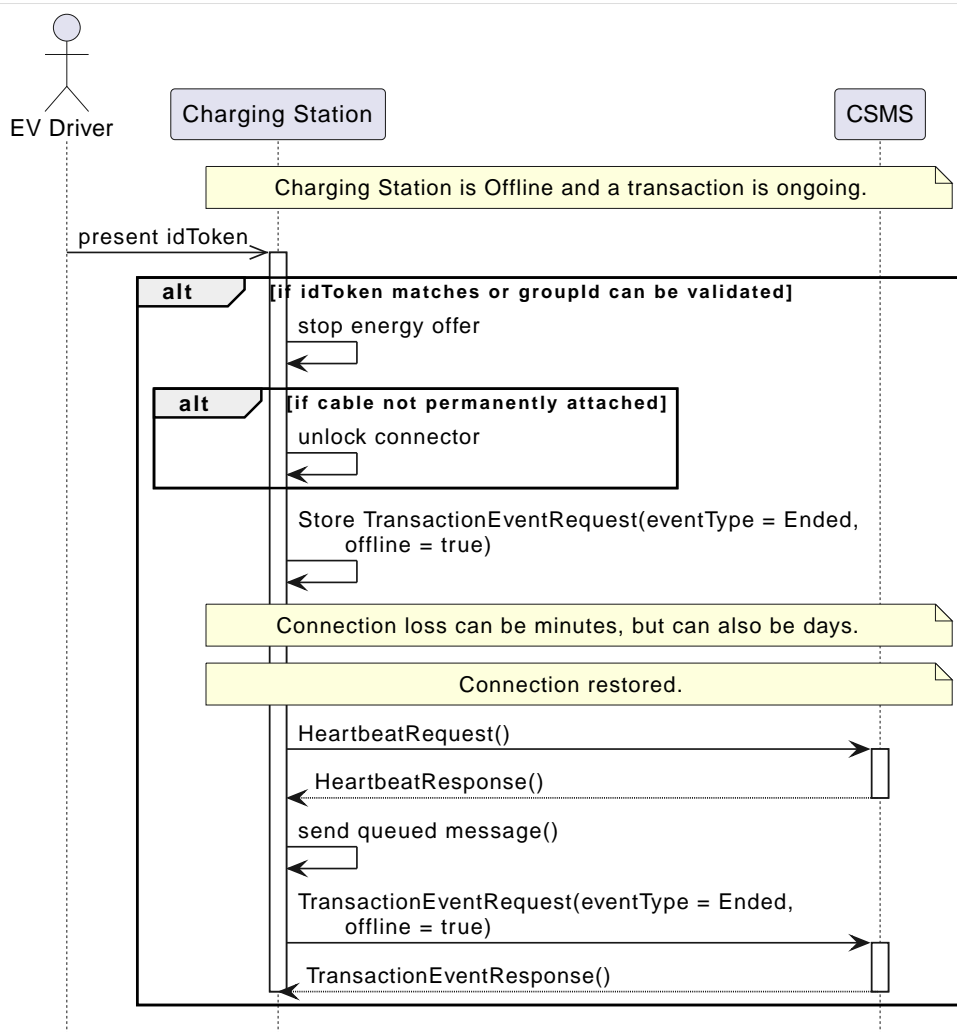 EV Driver
Charging Station
CSMS
Charging Station is Offline and a transaction is ongoing.
present idToken
alt
[if idToken matches or groupId can be validated]
stop energy offer
alt
[if cable not permanently attached]
unlock connector
Store TransactionEventRequest(eventType = Ended,
offline = true)
Connection loss can be minutes, but can also be days.
Connection restored.
HeartbeatRequest()
HeartbeatResponse()
send queued message()
TransactionEventRequest(eventType = Ended,
offline = true)
TransactionEventResponse()